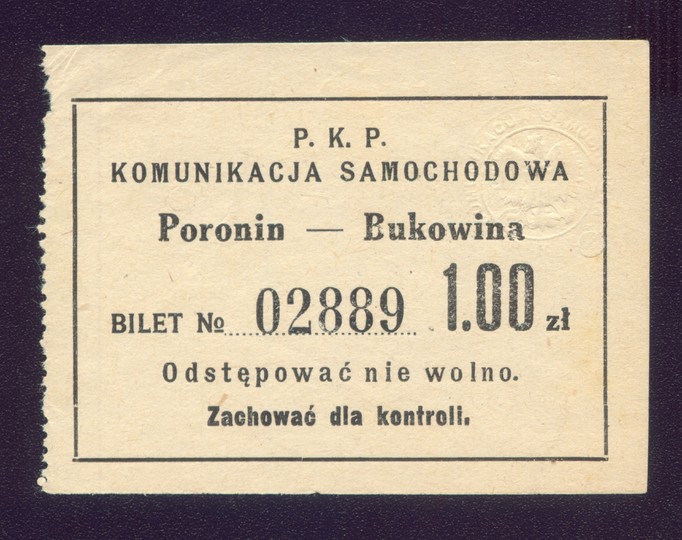 P. K. P.
KOMUNIKACJA SAMOCHODOWA
Poronin — Bukowina
BILET № 02889 1.00 zł
Odstępować nie wolno.
Zachować dla kontroli.